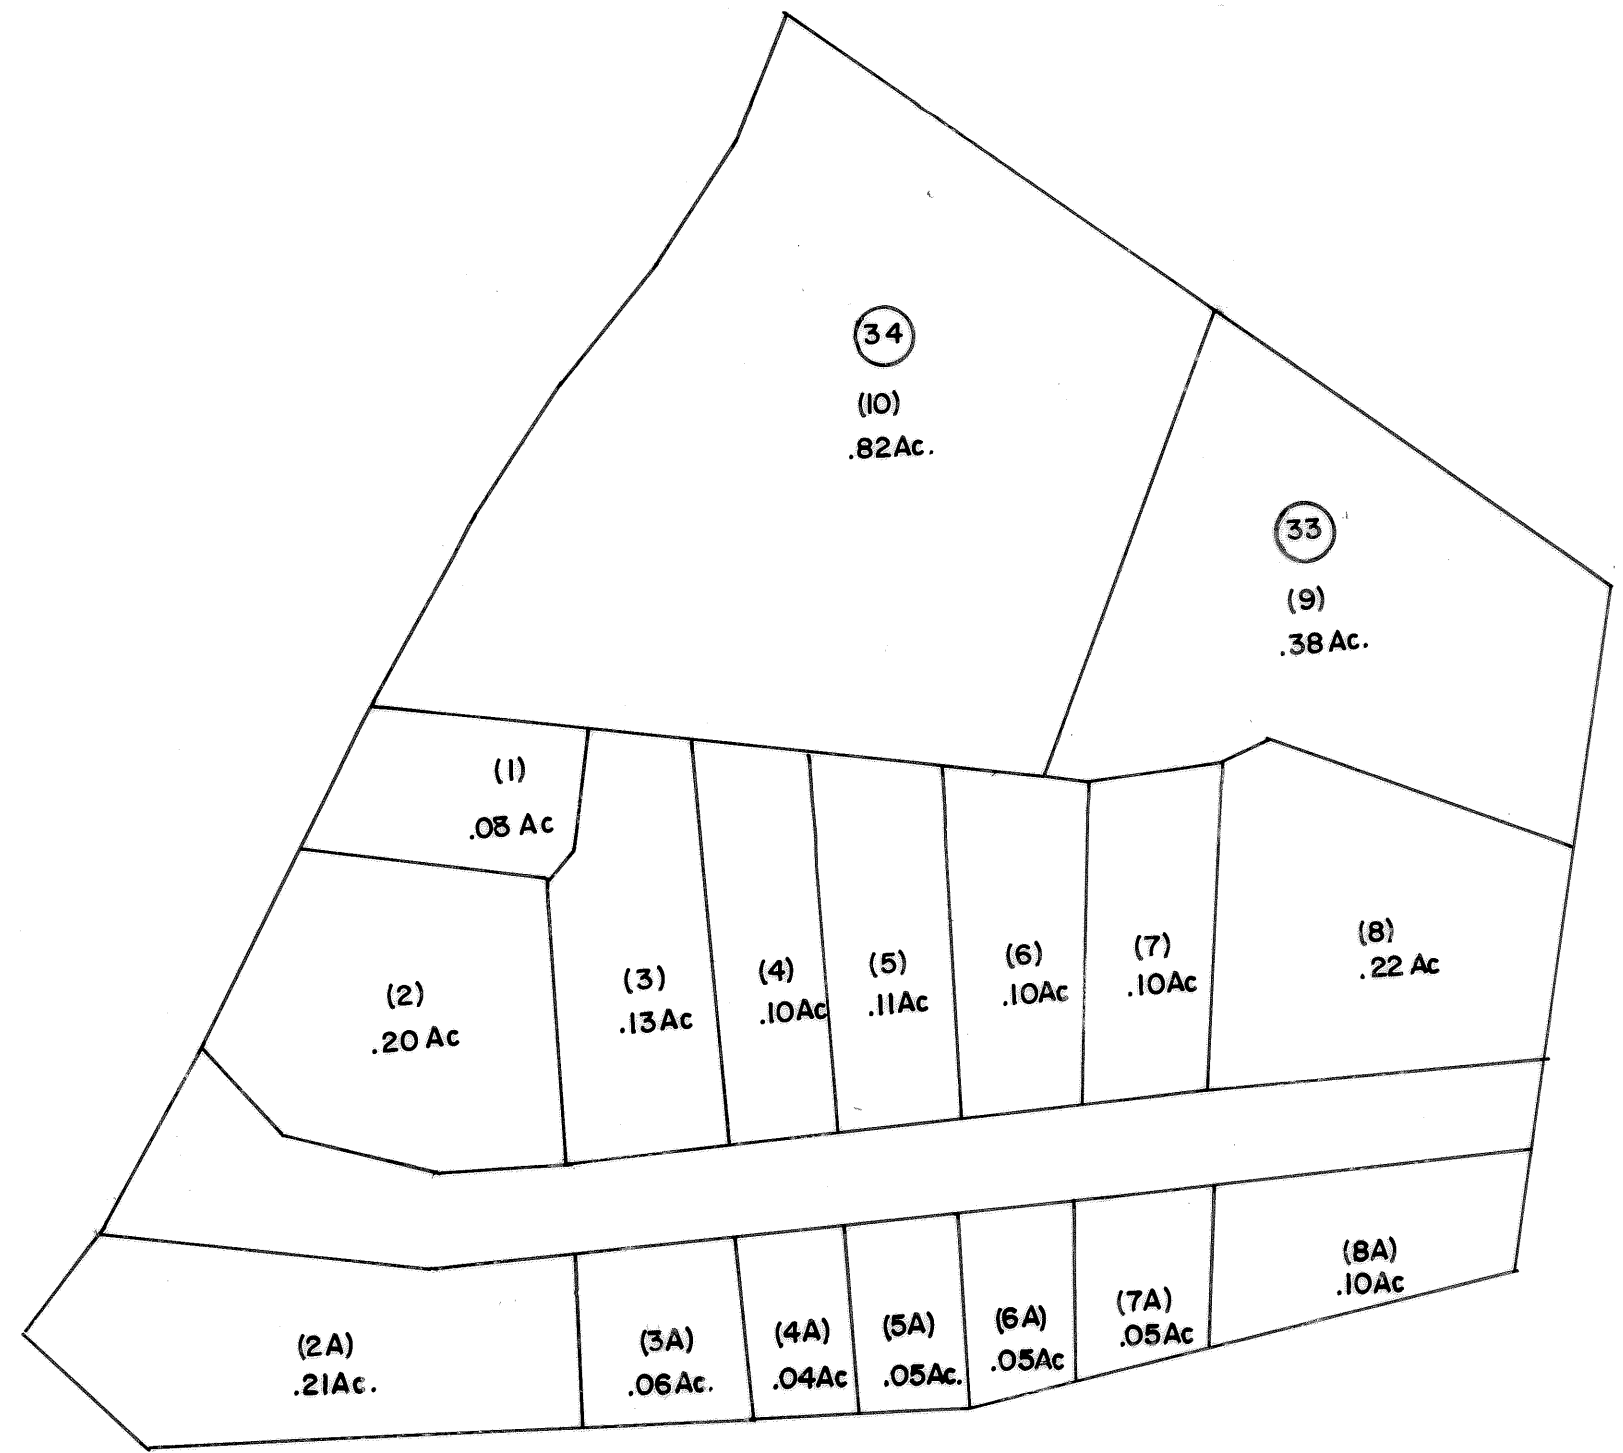 34
(10)
.82Ac.
33
(9)
.38Ac.
(1)
.08 Ac
(2)
.20 Ac
(3)
.13Ac
(4)
.10Ac
(5)
.11Ac
(6)
.10Ac
(7)
.10Ac
(8)
.22 Ac
(2A)
.21Ac.
(3A)
.06Ac.
(4A)
.04Ac
(5A)
.05Ac.
(6A)
.05Ac
(7A)
.05Ac
(8A)
.10Ac